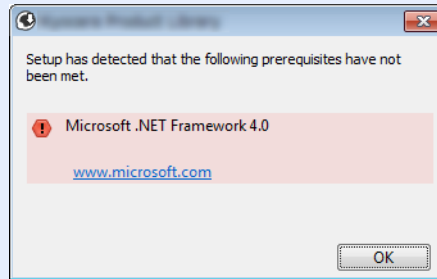 Setup has detected that the following prerequisites have not
been met.
Microsoft .NET Framework 4.0
www.microsoft.com
OK